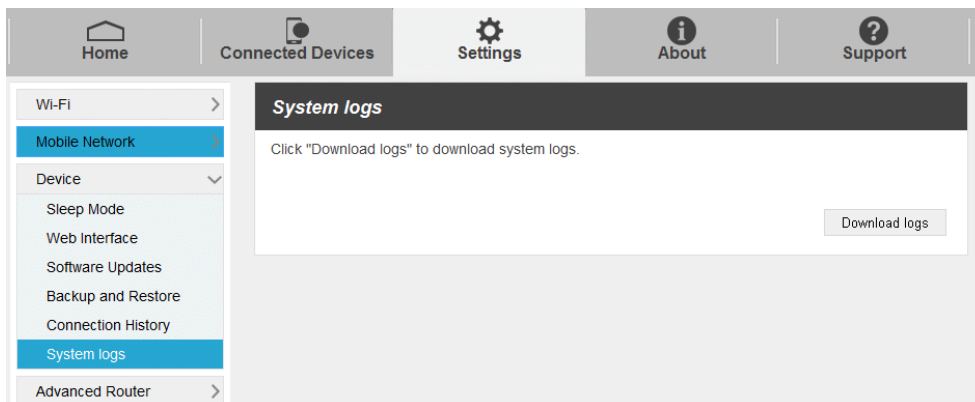 Home
Connected Devices
Settings
About
Support
Wi-Fi
Mobile Network
Device
Sleep Mode
Web Interface
Software Updates
Backup and Restore
Connection History
System logs
Advanced Router
System logs
Click "Download logs" to download system logs.
Download logs